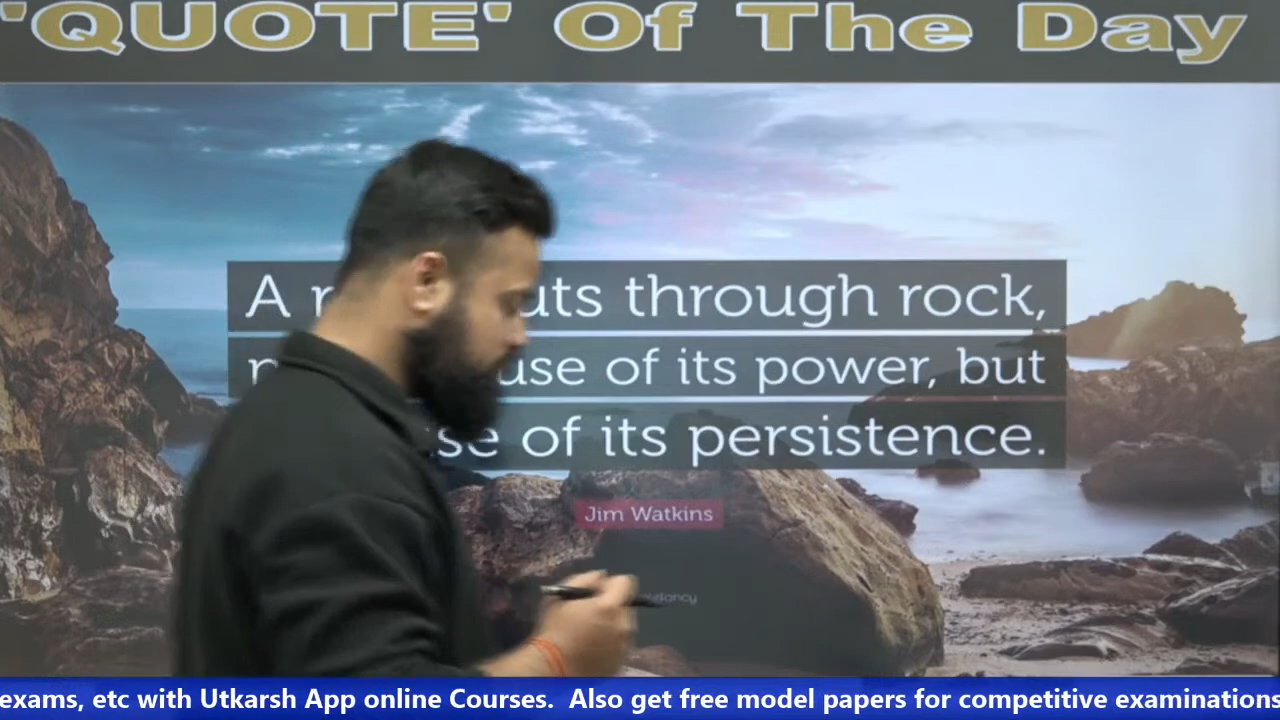 'QUOTE' Of The Day
A uts through rock,
use of its power, but
se of its persistence.
Jim Watkins
exams, etc with Utkarsh App online Courses.  Also get free model papers for competitive examinations